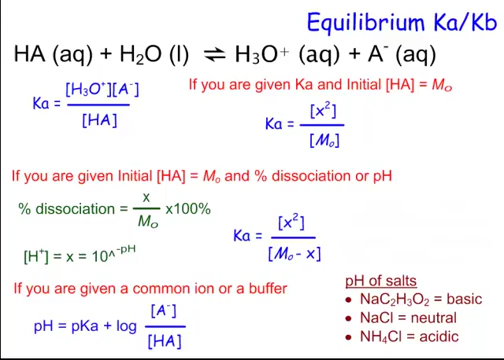 Equilibrium Ka/Kb
HA (aq) + H₂O (l) ⇌ H₃O⁺ (aq) + A⁻ (aq)
Ka = [H₃O⁺][A⁻] / [HA]
If you are given Ka and Initial [HA] = Mₒ
Ka = [x²] / [Mₒ]
If you are given Initial [HA] = Mₒ and % dissociation or pH
% dissociation = x / Mₒ x100%
[H⁺] = x = 10^⁻ᵖᴴ
Ka = [x²] / [Mₒ - x]
If you are given a common ion or a buffer
pH = pKa + log [A⁻] / [HA]
pH of salts
• NaC₂H₃O₂ = basic
• NaCl = neutral
• NH₄Cl = acidic